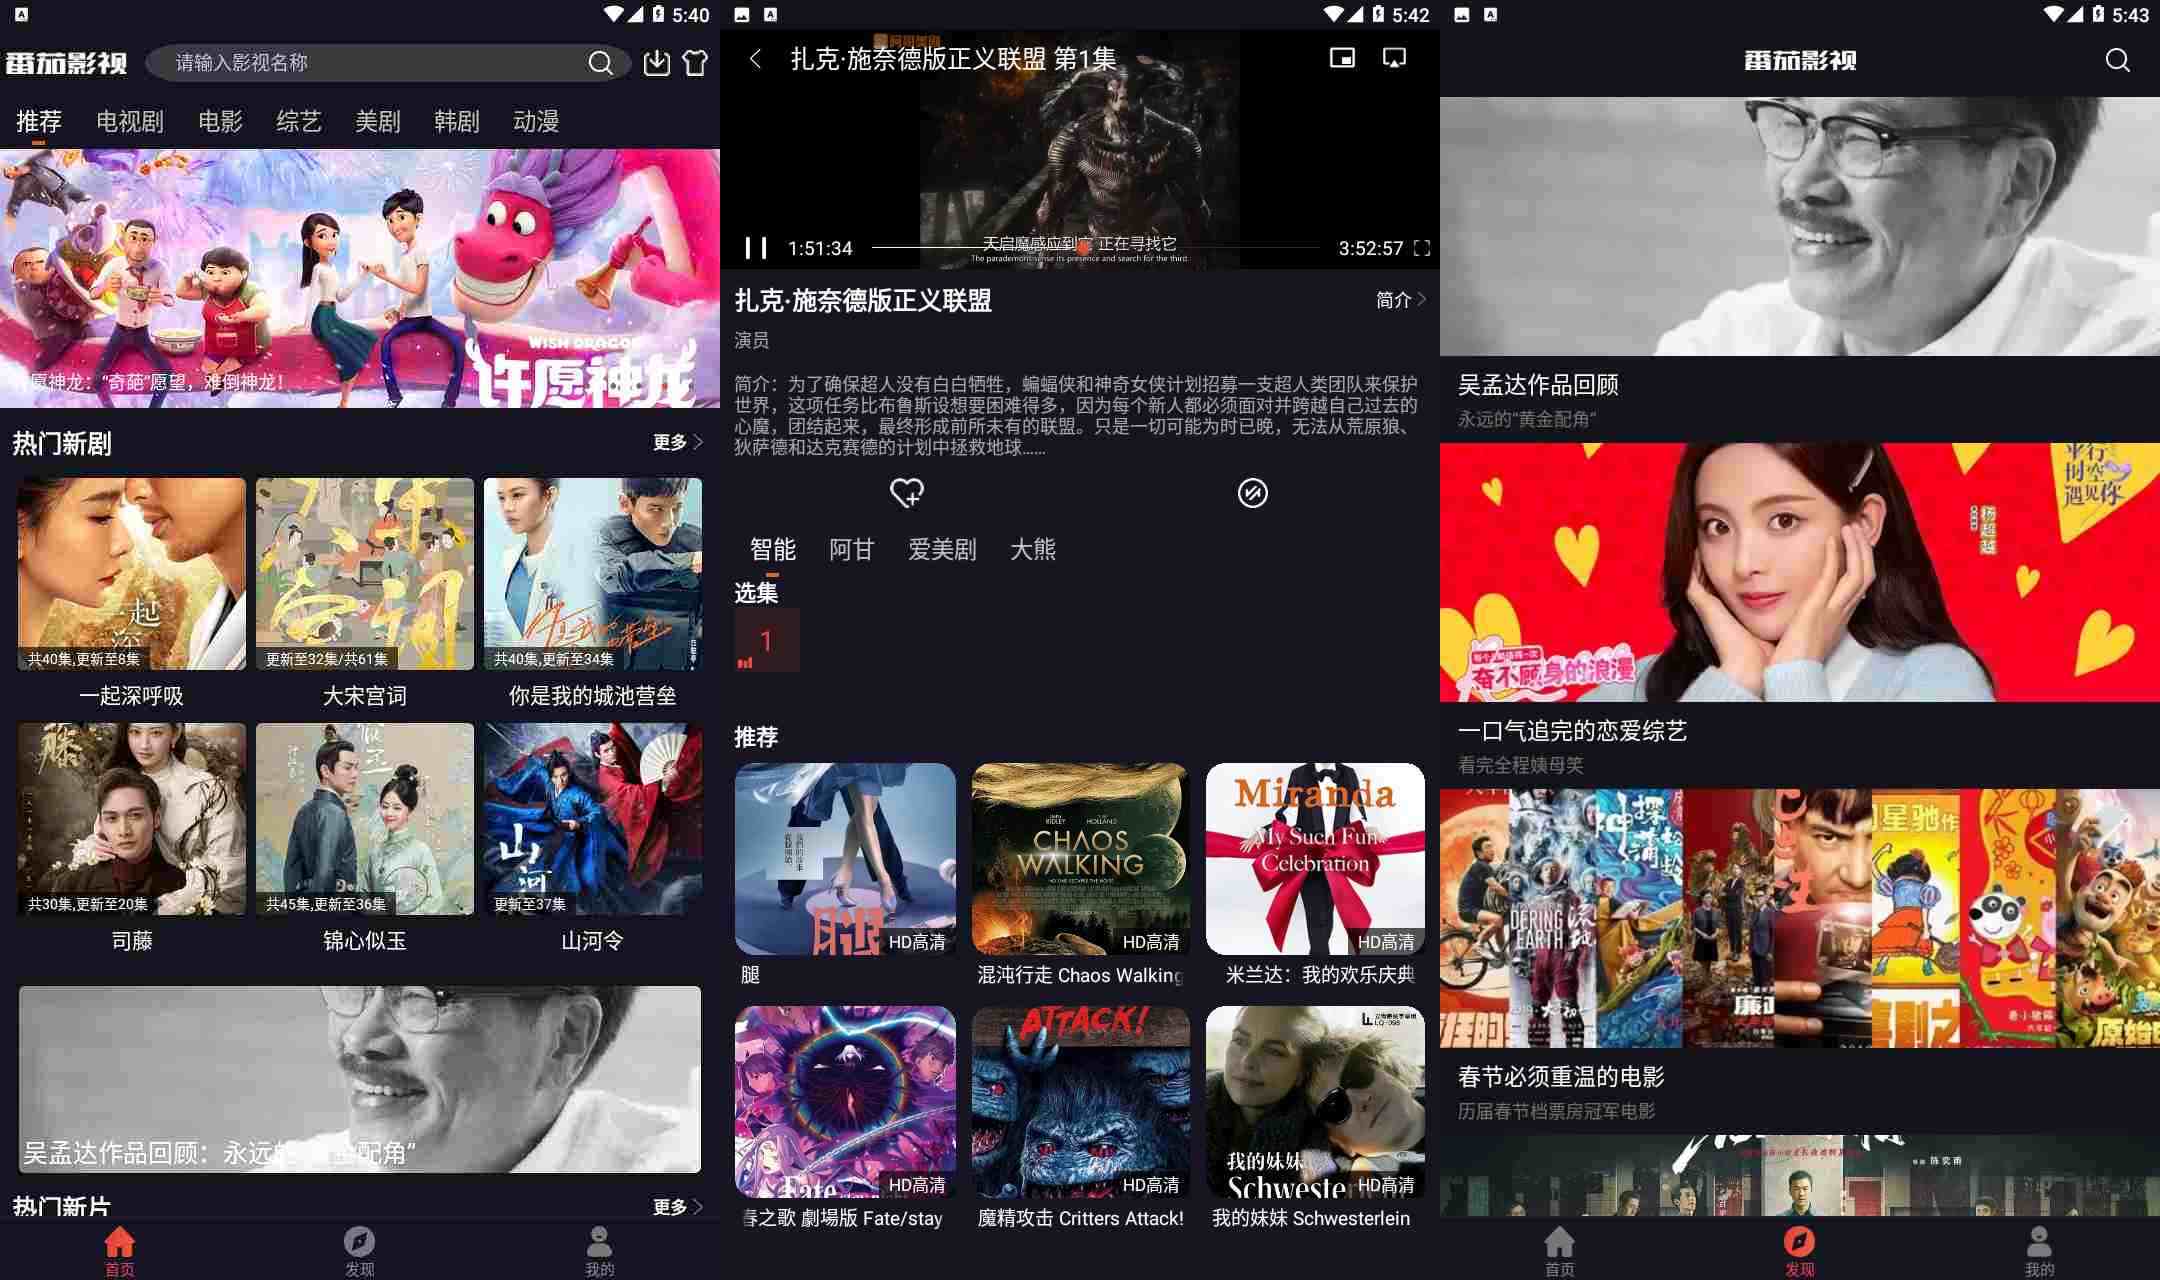 5:40
番茄影视
请输入影视名称
推荐 电视剧 电影 综艺 美剧 韩剧 动漫
WISH DRAGON
许愿神龙
愿神龙：“奇葩”愿望，难倒神龙！
热门新剧
更多
共40集,更新至8集
更新至32集/共61集
共40集,更新至34集
一起深呼吸
大宋宫词
你是我的城池营垒
共30集,更新至20集
共45集,更新至36集
山河
更新至37集
司藤
锦心似玉
山河令
吴孟达作品回顾：永远的“黄金配角”
热门新片
更多
首页
发现
我的
5:42
扎克·施奈德版正义联盟 第1集
天启魔感应到它 正在寻找它
The parademons sense its presence and search for the third.
1:51:34
3:52:57
扎克·施奈德版正义联盟
简介
演员
简介：为了确保超人没有白白牺牲，蝙蝠侠和神奇女侠计划招募一支超人类团队来保护
世界，这项任务比布鲁斯设想要困难得多，因为每个新人都必须面对并跨越自己过去的
心魔，团结起来，最终形成前所未有的联盟。只是一切可能为时已晚，无法从荒原狼、
狄萨德和达克赛德的计划中拯救地球……
智能 阿甘 爱美剧 大熊
选集
1
推荐
腿
HD高清
CHAOS
WALKING
HD高清
Miranda
My Such Fun
Celebration
HD高清
腿
混沌行走 Chaos Walking
米兰达：我的欢乐庆典
Fate
HD高清
ATTACK!
HD高清
我的妹妹
Schwesterlein
HD高清
春之歌 劇場版 Fate/stay
魔精攻击 Critters Attack!
我的妹妹 Schwesterlein
5:43
番茄影视
吴孟达作品回顾
永远的“黄金配角”
平行
时空
遇见你
杨超越
奋不顾身的浪漫
一口气追完的恋爱综艺
看完全程姨母笑
春节必须重温的电影
历届春节档票房冠军电影
首页
发现
我的